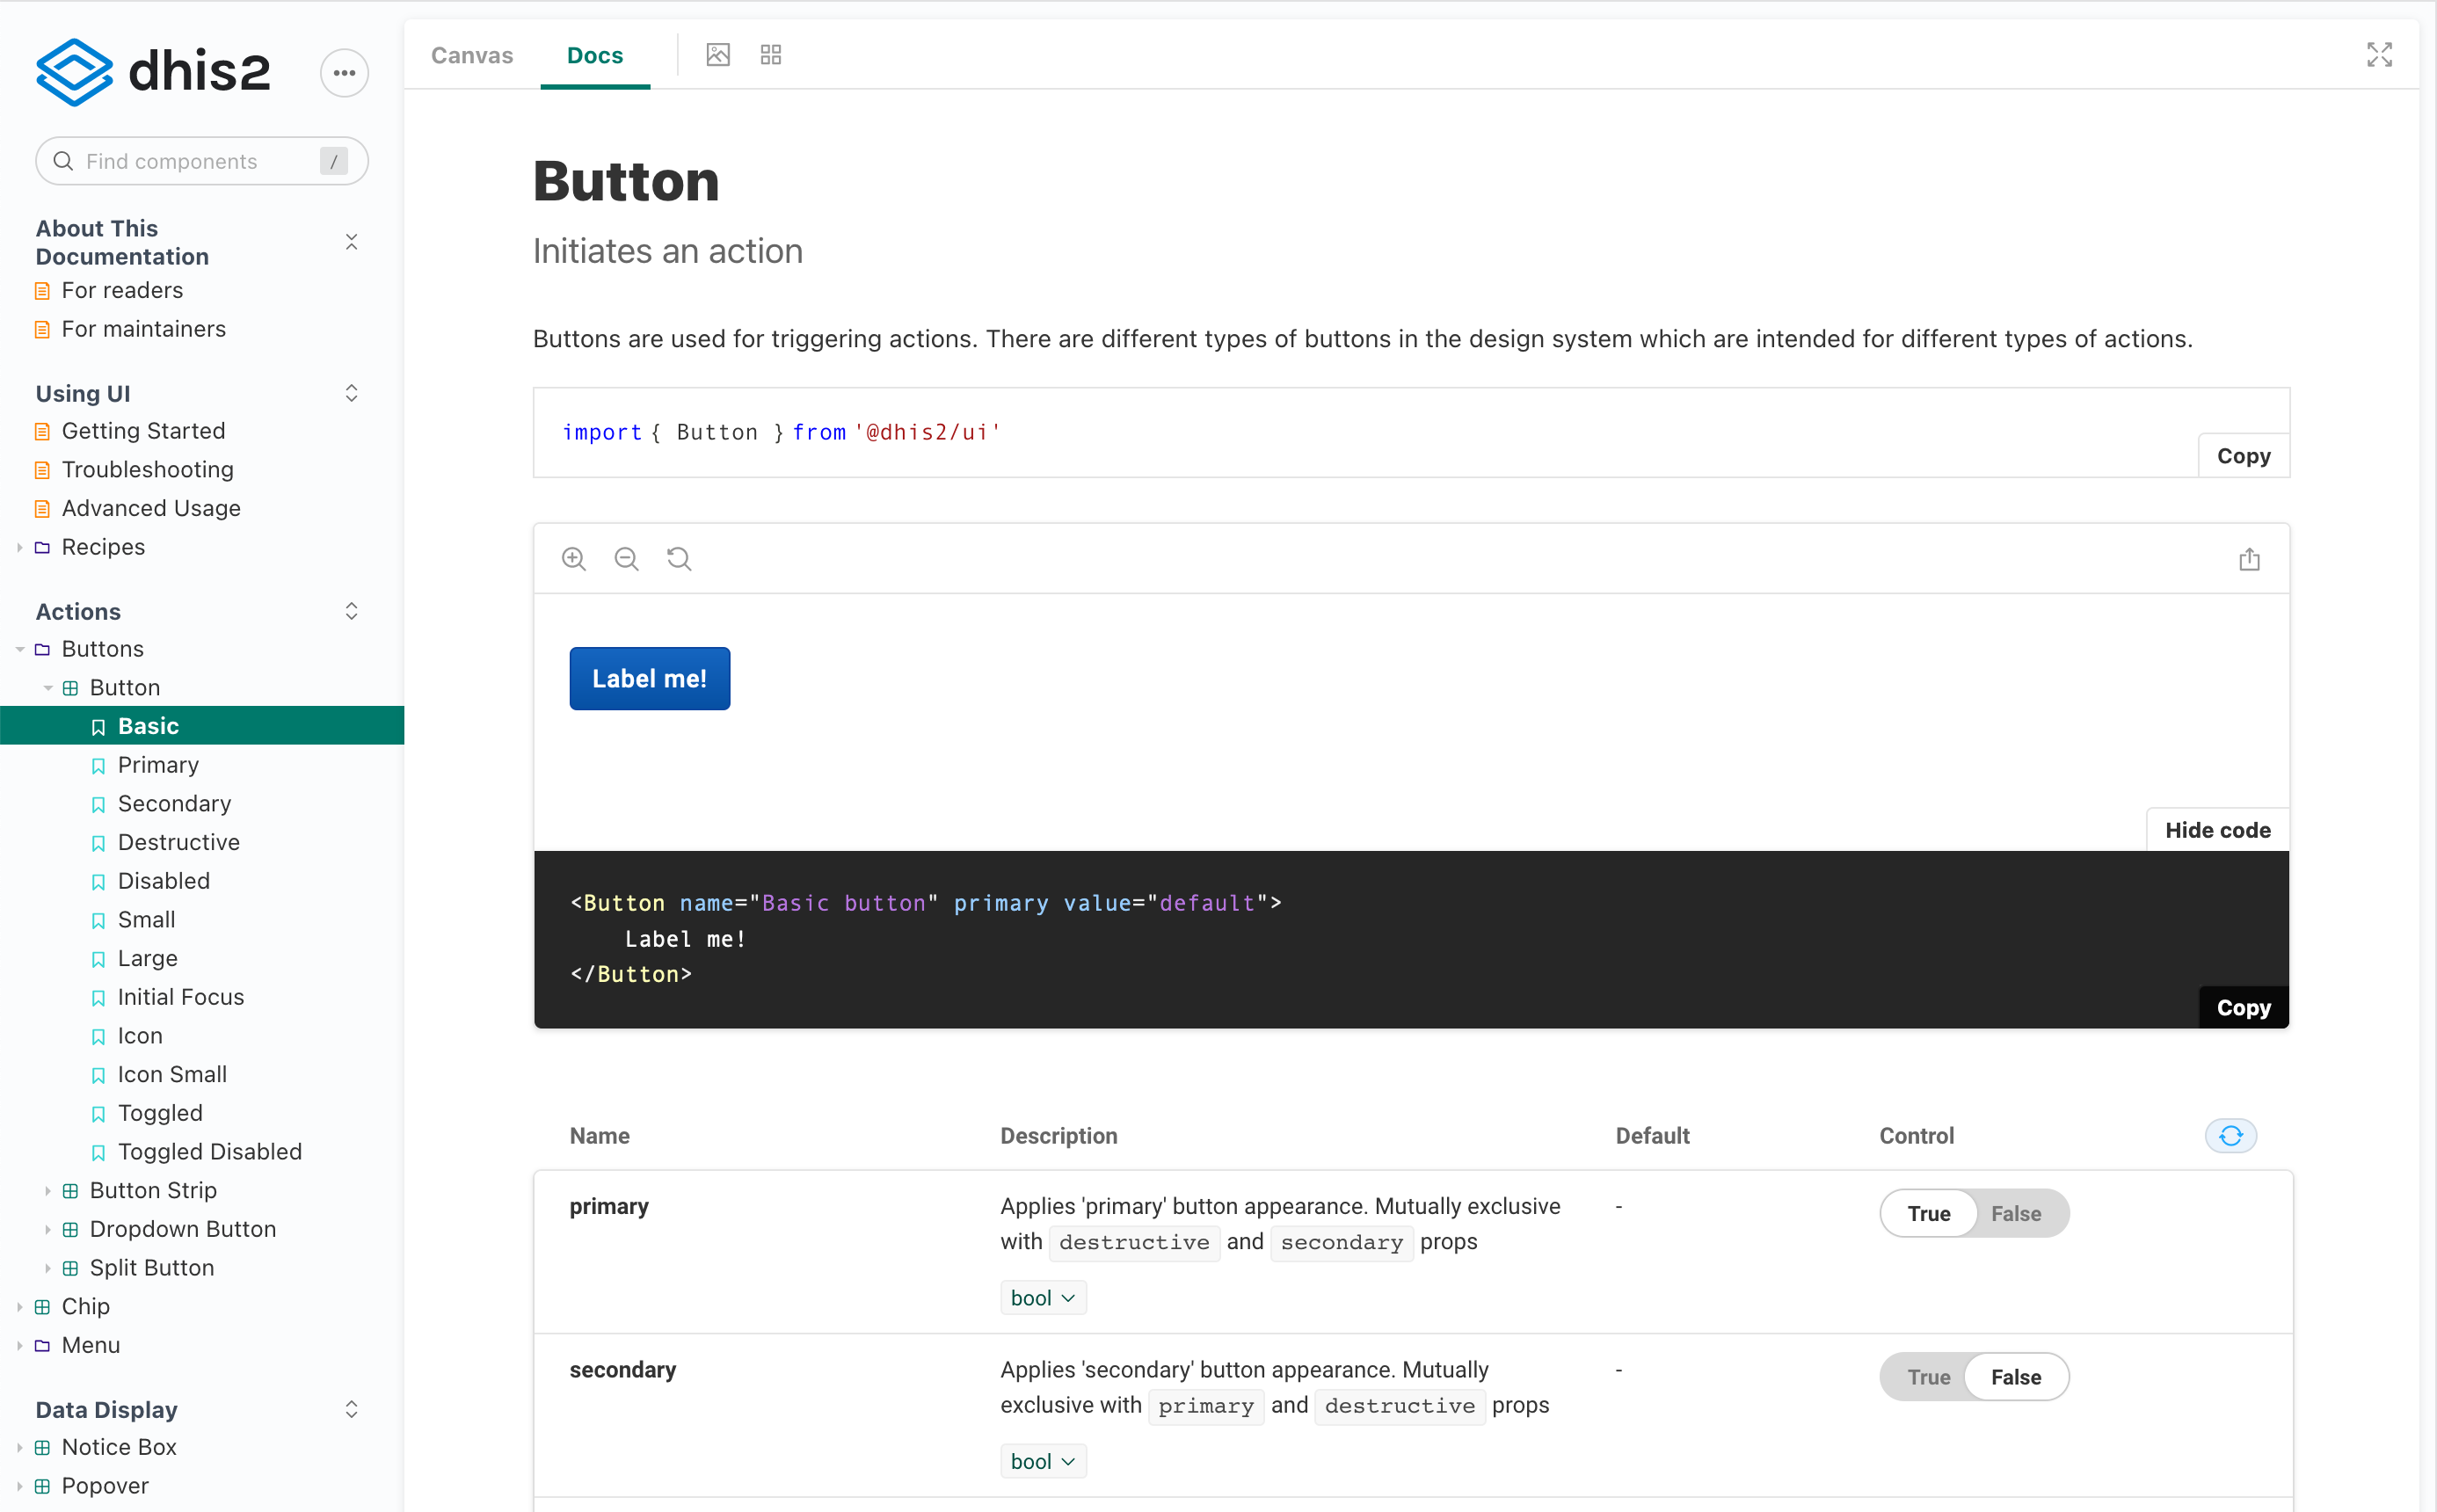 dhis2
Find components
/
About This
Documentation
For readers
For maintainers
Using UI
Getting Started
Troubleshooting
Advanced Usage
Recipes
Actions
Buttons
Button
Basic
Primary
Secondary
Destructive
Disabled
Small
Large
Initial Focus
Icon
Icon Small
Toggled
Toggled Disabled
Button Strip
Dropdown Button
Split Button
Chip
Menu
Data Display
Notice Box
Popover
Canvas Docs
Button
Initiates an action
Buttons are used for triggering actions. There are different types of buttons in the design system which are intended for different types of actions.
import { Button } from '@dhis2/ui'
Copy
Label me!
Hide code
<Button name="Basic button" primary value="default">
Label me!
</Button>
Copy
Name Description Default Control
primary Applies 'primary' button appearance. Mutually exclusive - True False
with destructive and secondary props
bool
secondary Applies 'secondary' button appearance. Mutually - True False
exclusive with primary and destructive props
bool